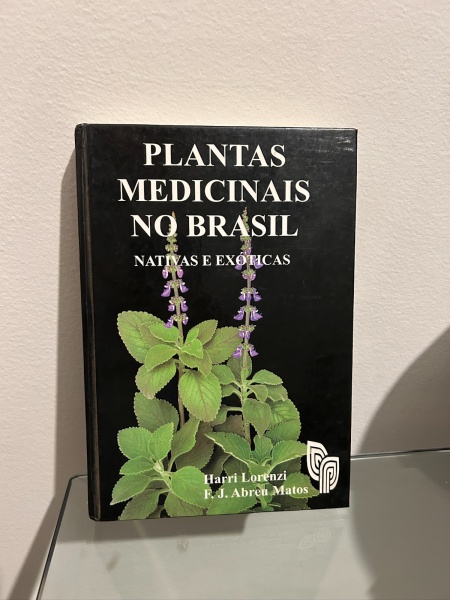 PLANTAS
MEDICINAIS
NO BRASIL
NATIVAS E EXÓTICAS
Harri Lorenzi
F. J. Abreu Matos